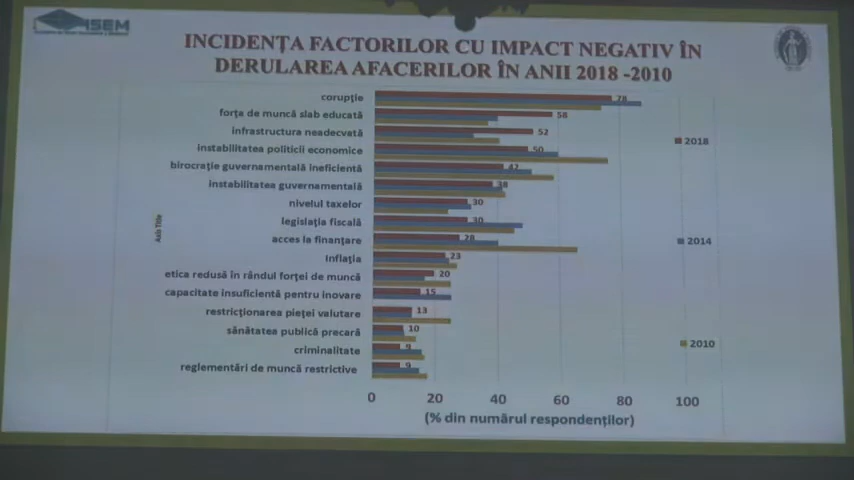 ASEM
INCIDENȚA FACTORILOR CU IMPACT NEGATIV ÎN
DERULAREA AFACERILOR ÎN ANII 2018 -2010
corupție
78
forța de muncă slab educată
58
infrastructura neadecvată
52
instabilitatea politicii economice
50
birocrație guvernamentală ineficientă
42
instabilitatea guvernamentală
38
nivelul taxelor
30
legislația fiscală
30
acces la finanțare
28
Inflația
23
etica redusă în rândul forței de muncă
20
capacitate insuficientă pentru inovare
15
restricționarea pieței valutare
13
sănătatea publică precară
10
criminalitate
9
reglementări de muncă restrictive
9
Axis Title
0 20 40 60 80 100
(% din numărul respondenților)
2018
2014
2010